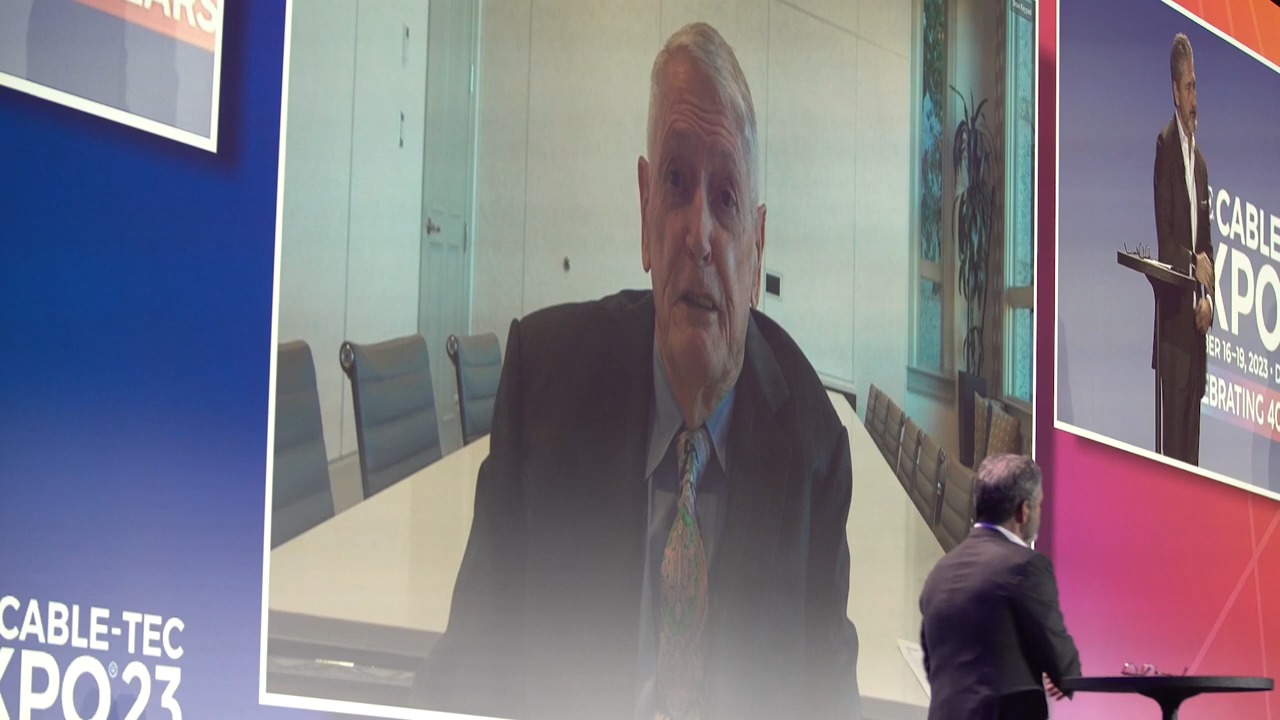 EARS
CABLE-TEC
XPO®23
CABLE
XPO
BER 16-19, 2023 • D
EBRATING 40